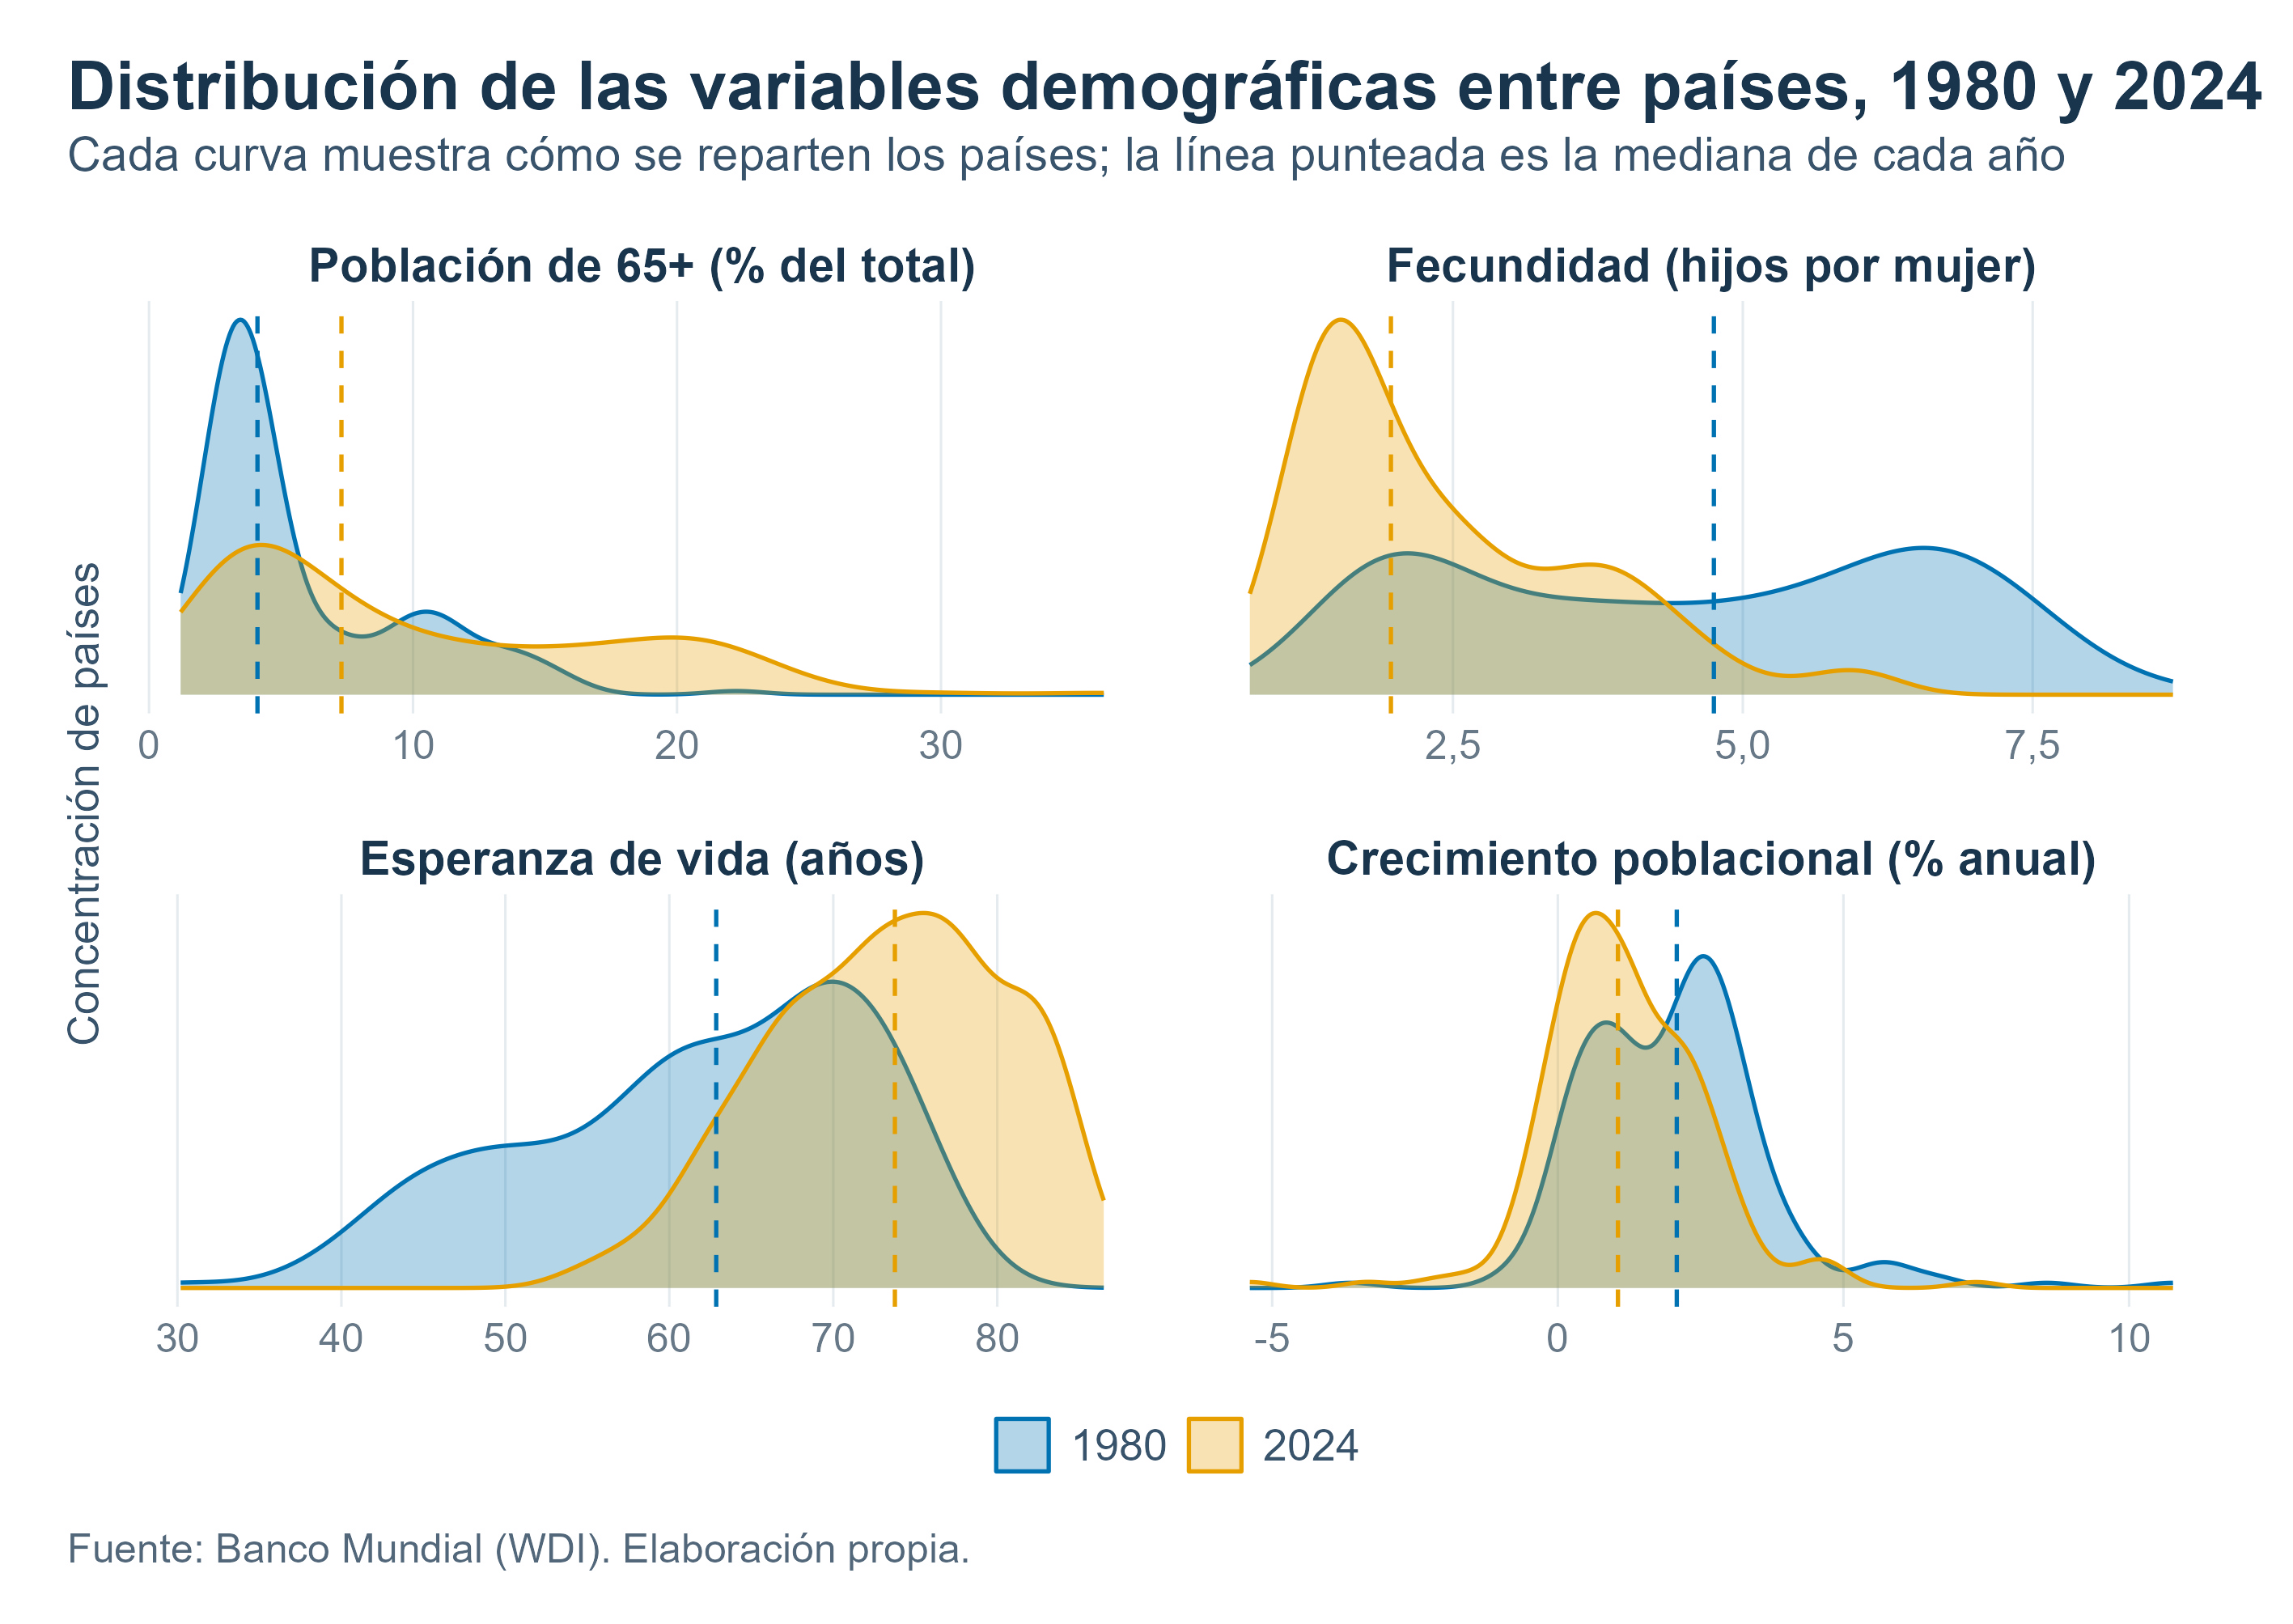 Distribución de las variables demográficas entre países, 1980 y 2024
Cada curva muestra cómo se reparten los países; la línea punteada es la mediana de cada año
Concentración de países
Población de 65+ (% del total)
0 10 20 30
Fecundidad (hijos por mujer)
2,5 5,0 7,5
Esperanza de vida (años)
30 40 50 60 70 80
Crecimiento poblacional (% anual)
-5 0 5 10
1980 2024
Fuente: Banco Mundial (WDI). Elaboración propia.